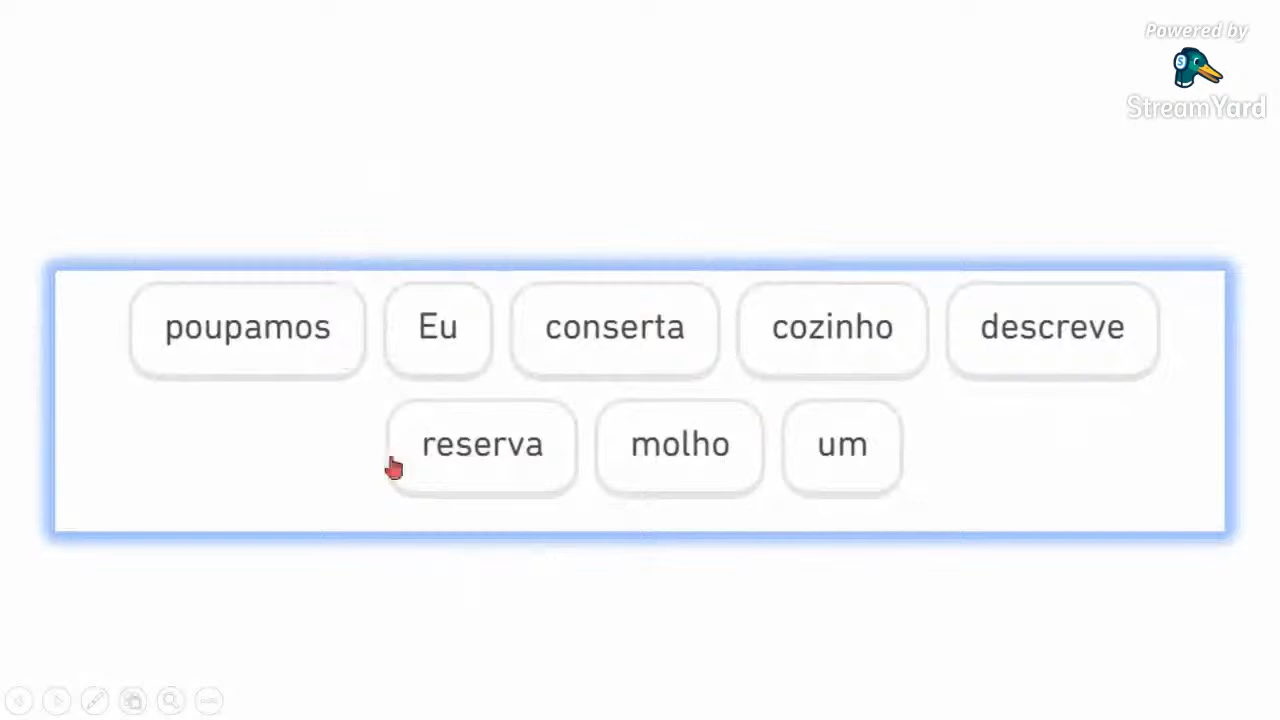 Powered by
StreamYard
poupamos Eu conserta cozinho descreve
reserva molho um